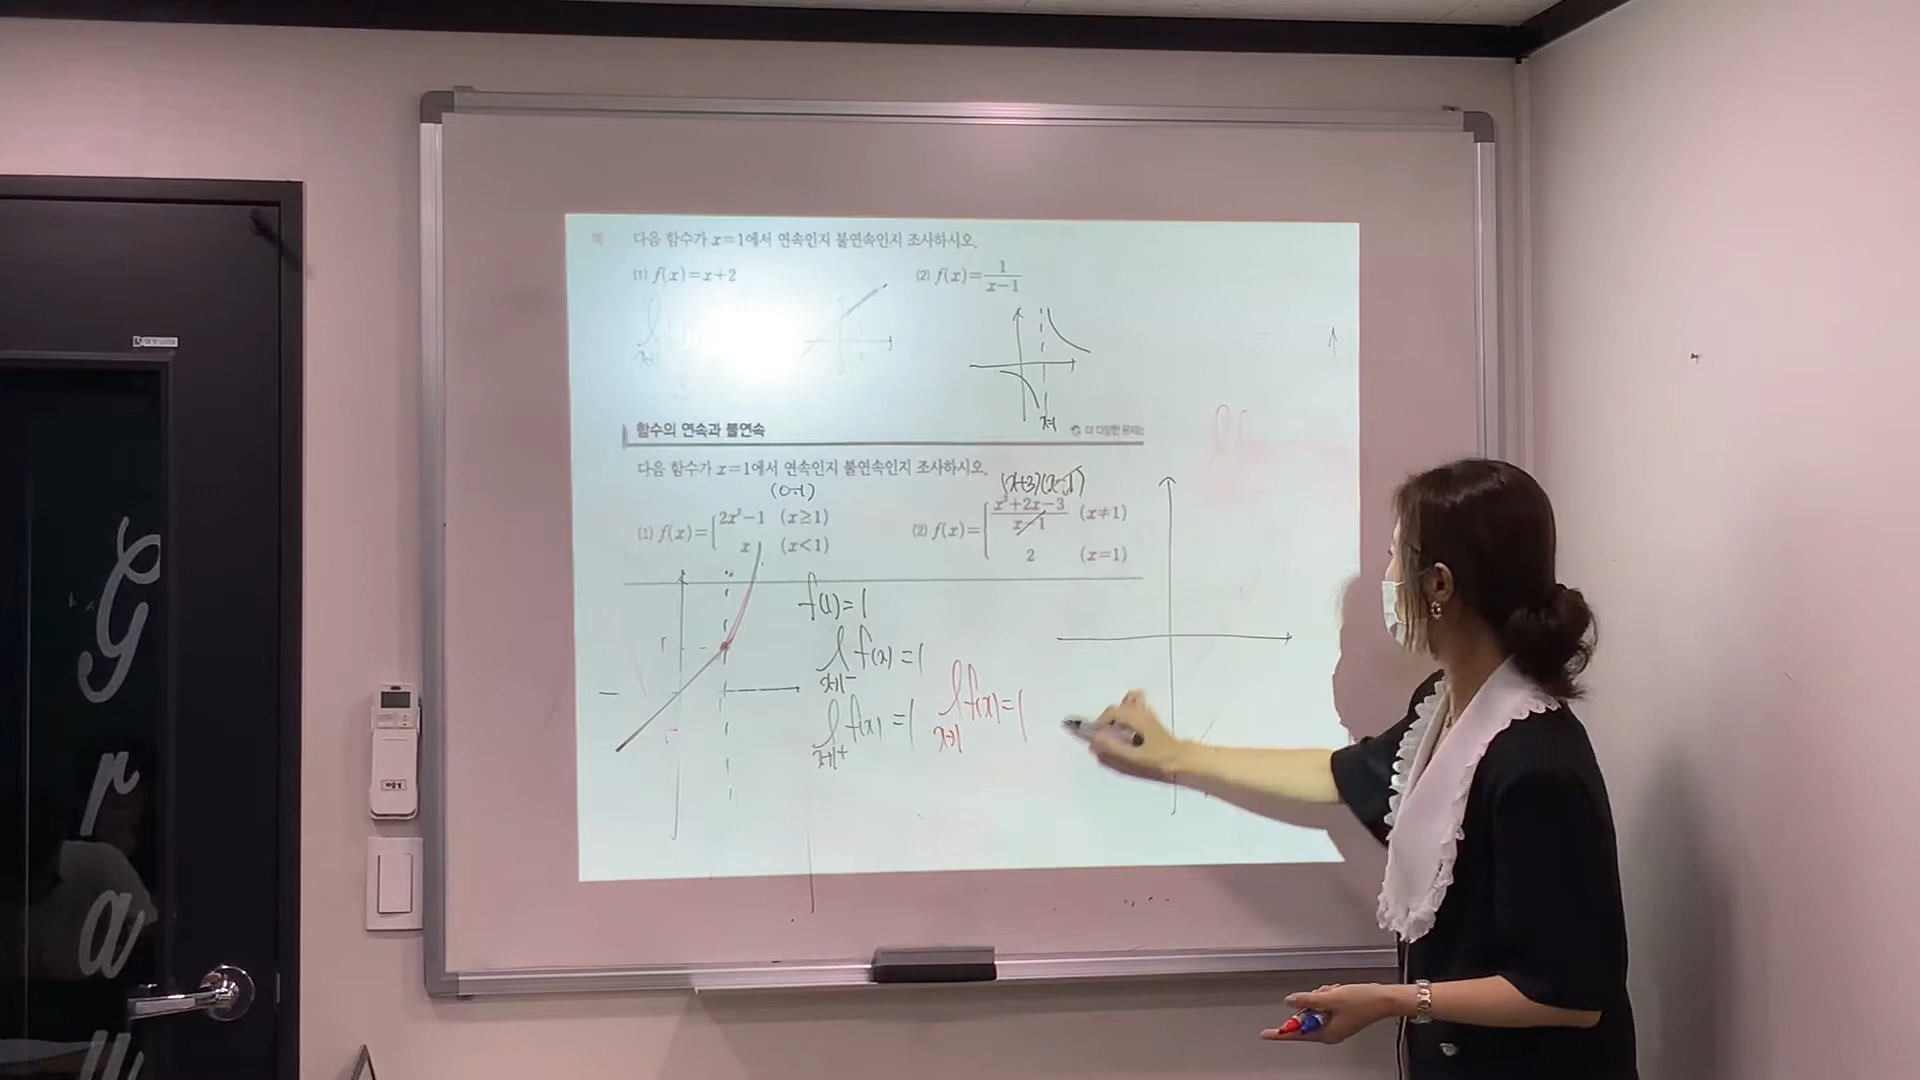 다음 함수가 x=1에서 연속인지 불연속인지 조사하시오.
(1) f(x)=x+2
(2) f(x)=1/(x-1)
x=1
함수의 연속과 불연속
다음 함수가 x=1에서 연속인지 불연속인지 조사하시오.
(0,-1)
(x+3)(x-1)
(1) f(x)={2x²-1 (x≥1)
x (x<1)
(2) f(x)={(x²+2x-3)/(x-1) (x≠1)
2 (x=1)
f(1)=1
l f(x)=1
x→1-
l f(x)=1
x→1+
l f(x)=1
x→1
G
r
a